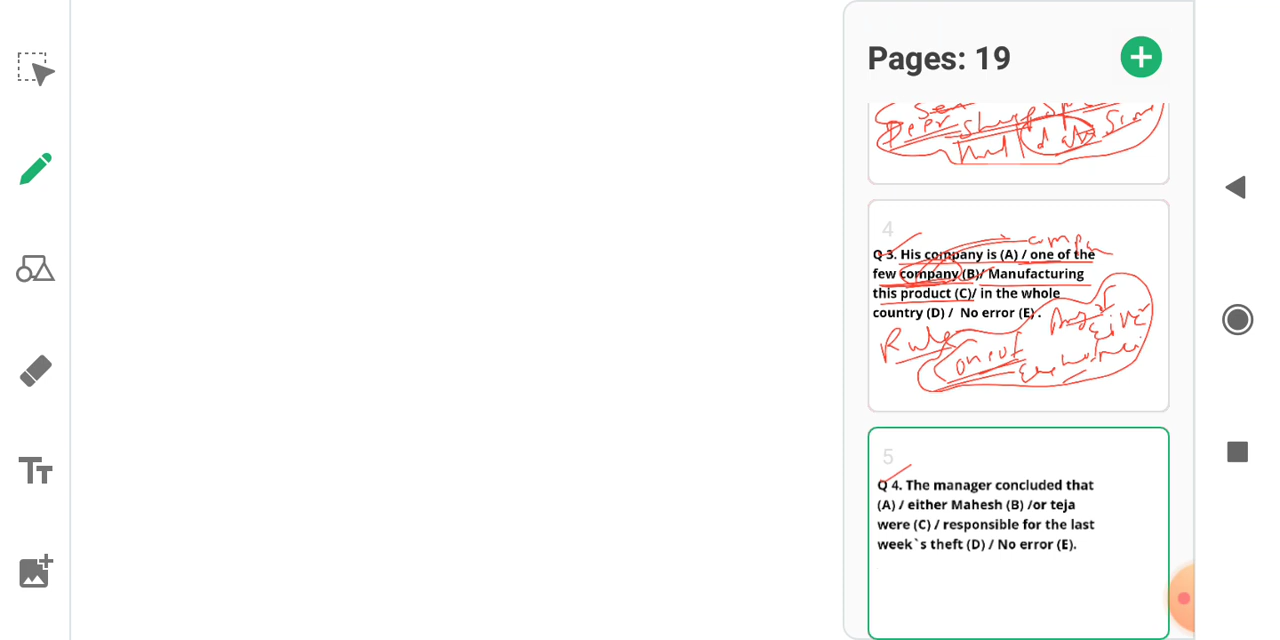 Pages: 19
4
Q 3. His company is (A) / one of the
few company (B)/ Manufacturing
this product (C)/ in the whole
country (D) / No error (E).
Rule
5
Q 4. The manager concluded that
(A) / either Mahesh (B) /or teja
were (C) / responsible for the last
week`s theft (D) / No error (E).
Tт